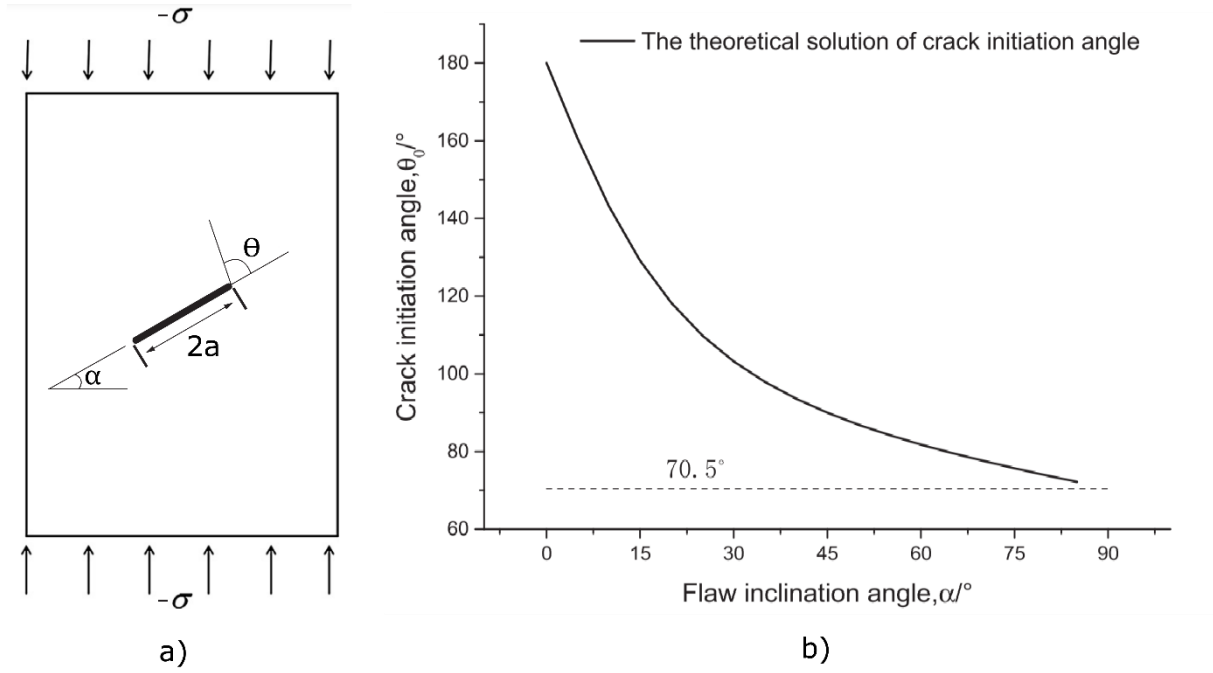 -σ
θ
2a
α
-σ
a)
The theoretical solution of crack initiation angle
Crack initiation angle,θ₀/°
180
160
140
120
100
80
60
70.5°
0 15 30 45 60 75 90
Flaw inclination angle,α/°
b)